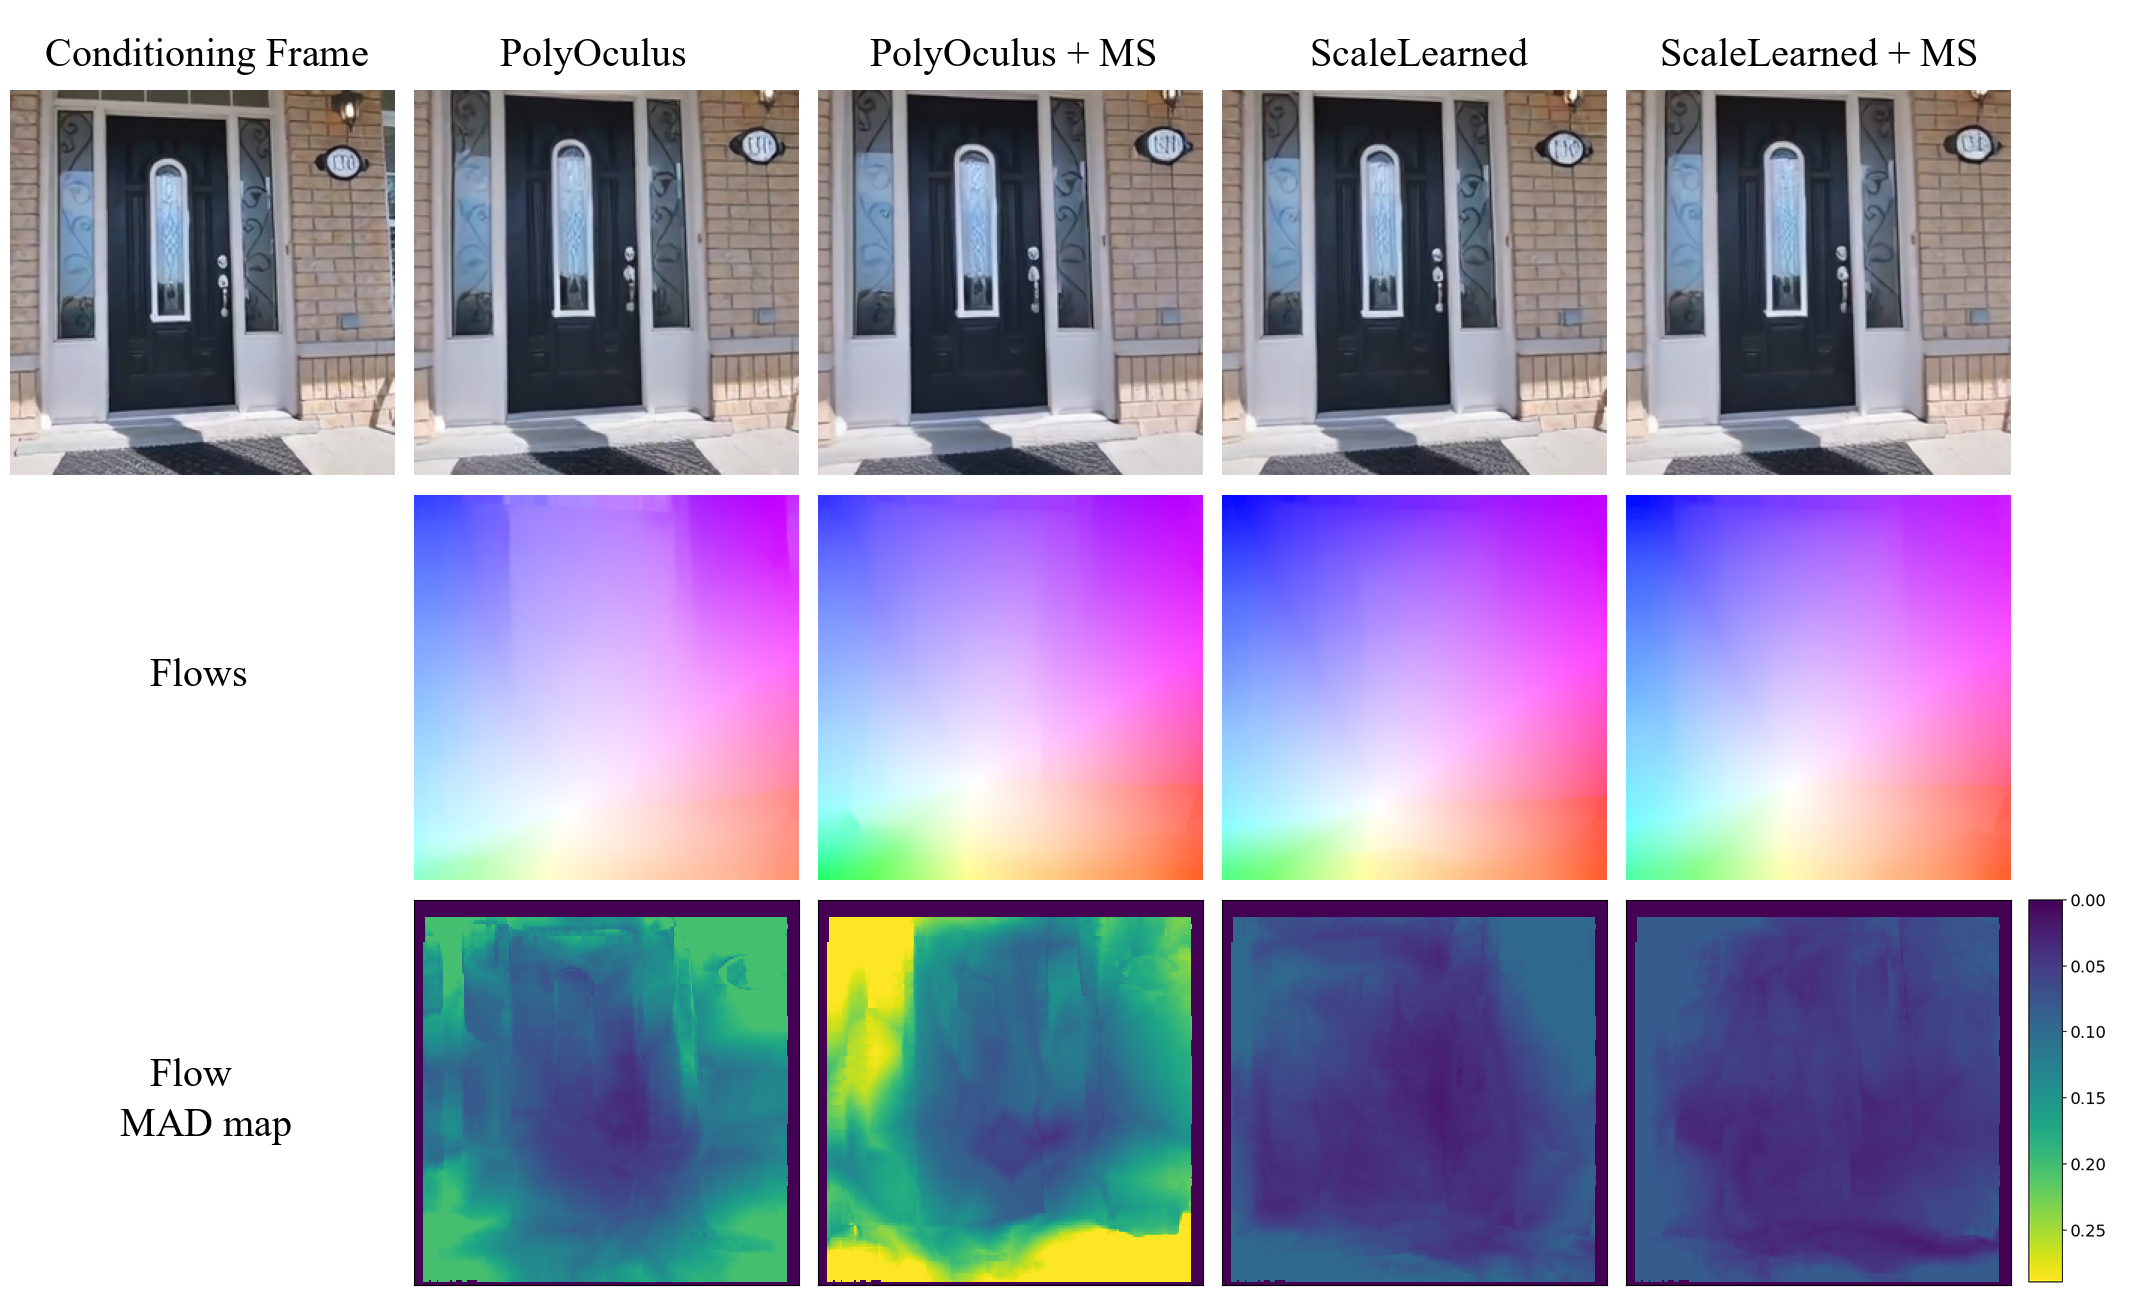 Conditioning Frame
PolyOculus
PolyOculus + MS
ScaleLearned
ScaleLearned + MS
Flows
Flow
MAD map
0.00
0.05
0.10
0.15
0.20
0.25